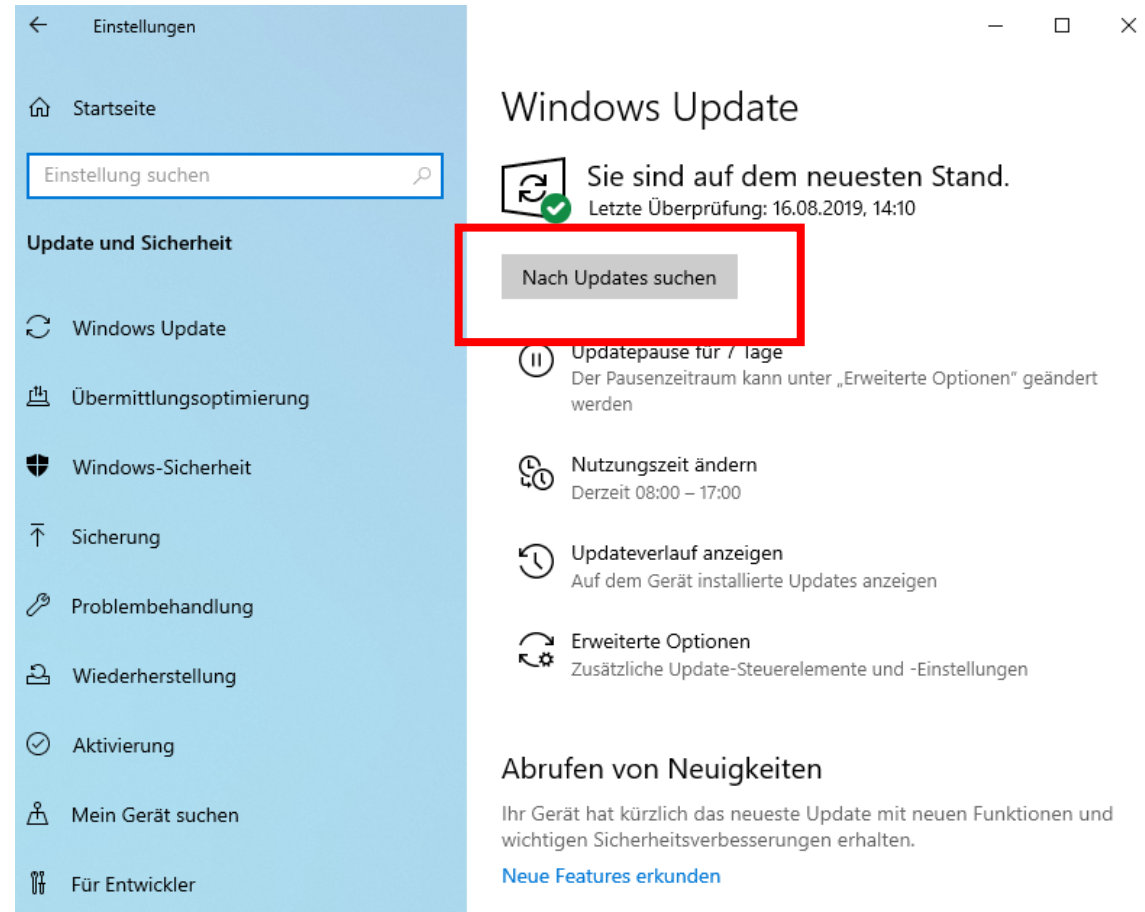 Einstellungen
Startseite
Einstellung suchen
Update und Sicherheit
Windows Update
Übermittlungsoptimierung
Windows-Sicherheit
Sicherung
Problembehandlung
Wiederherstellung
Aktivierung
Mein Gerät suchen
Für Entwickler
Windows Update
Sie sind auf dem neuesten Stand.
Letzte Überprüfung: 16.08.2019, 14:10
Nach Updates suchen
Updatepause für 7 Tage
Der Pausenzeitraum kann unter „Erweiterte Optionen“ geändert
werden
Nutzungszeit ändern
Derzeit 08:00 – 17:00
Updateverlauf anzeigen
Auf dem Gerät installierte Updates anzeigen
Erweiterte Optionen
Zusätzliche Update-Steuerelemente und -Einstellungen
Abrufen von Neuigkeiten
Ihr Gerät hat kürzlich das neueste Update mit neuen Funktionen und
wichtigen Sicherheitsverbesserungen erhalten.
Neue Features erkunden